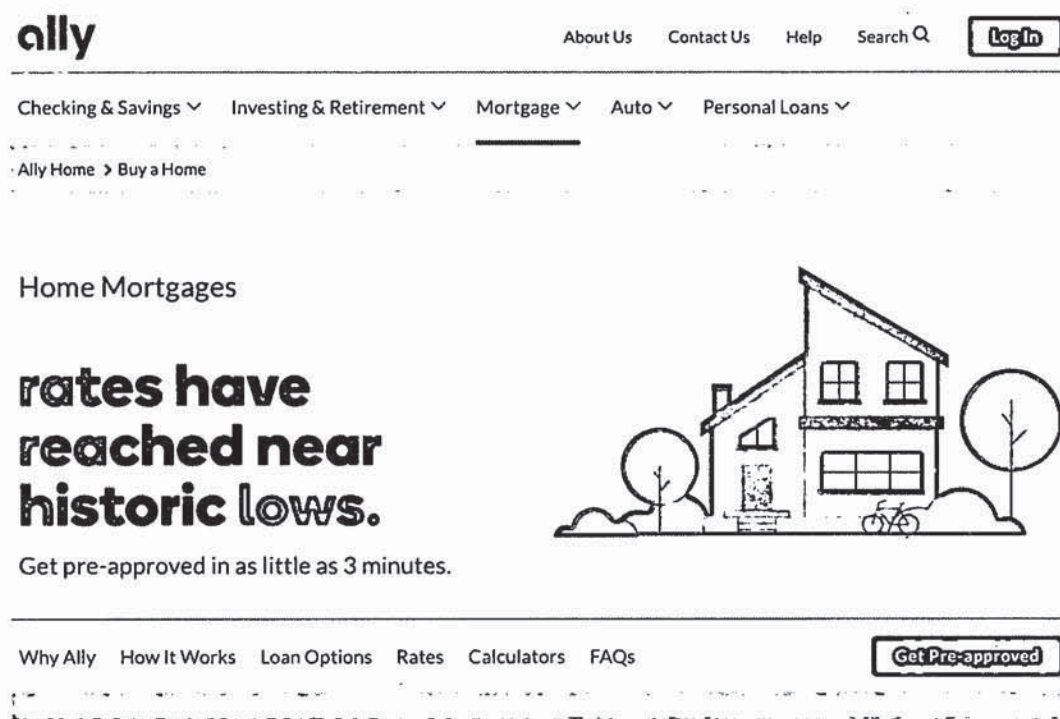 ally
About Us Contact Us Help Search Log In
Checking & Savings Investing & Retirement Mortgage Auto Personal Loans
Ally Home > Buy a Home
Home Mortgages
rates have
reached near
historic lows.
Get pre-approved in as little as 3 minutes.
Why Ally How It Works Loan Options Rates Calculators FAQs Get Pre-approved